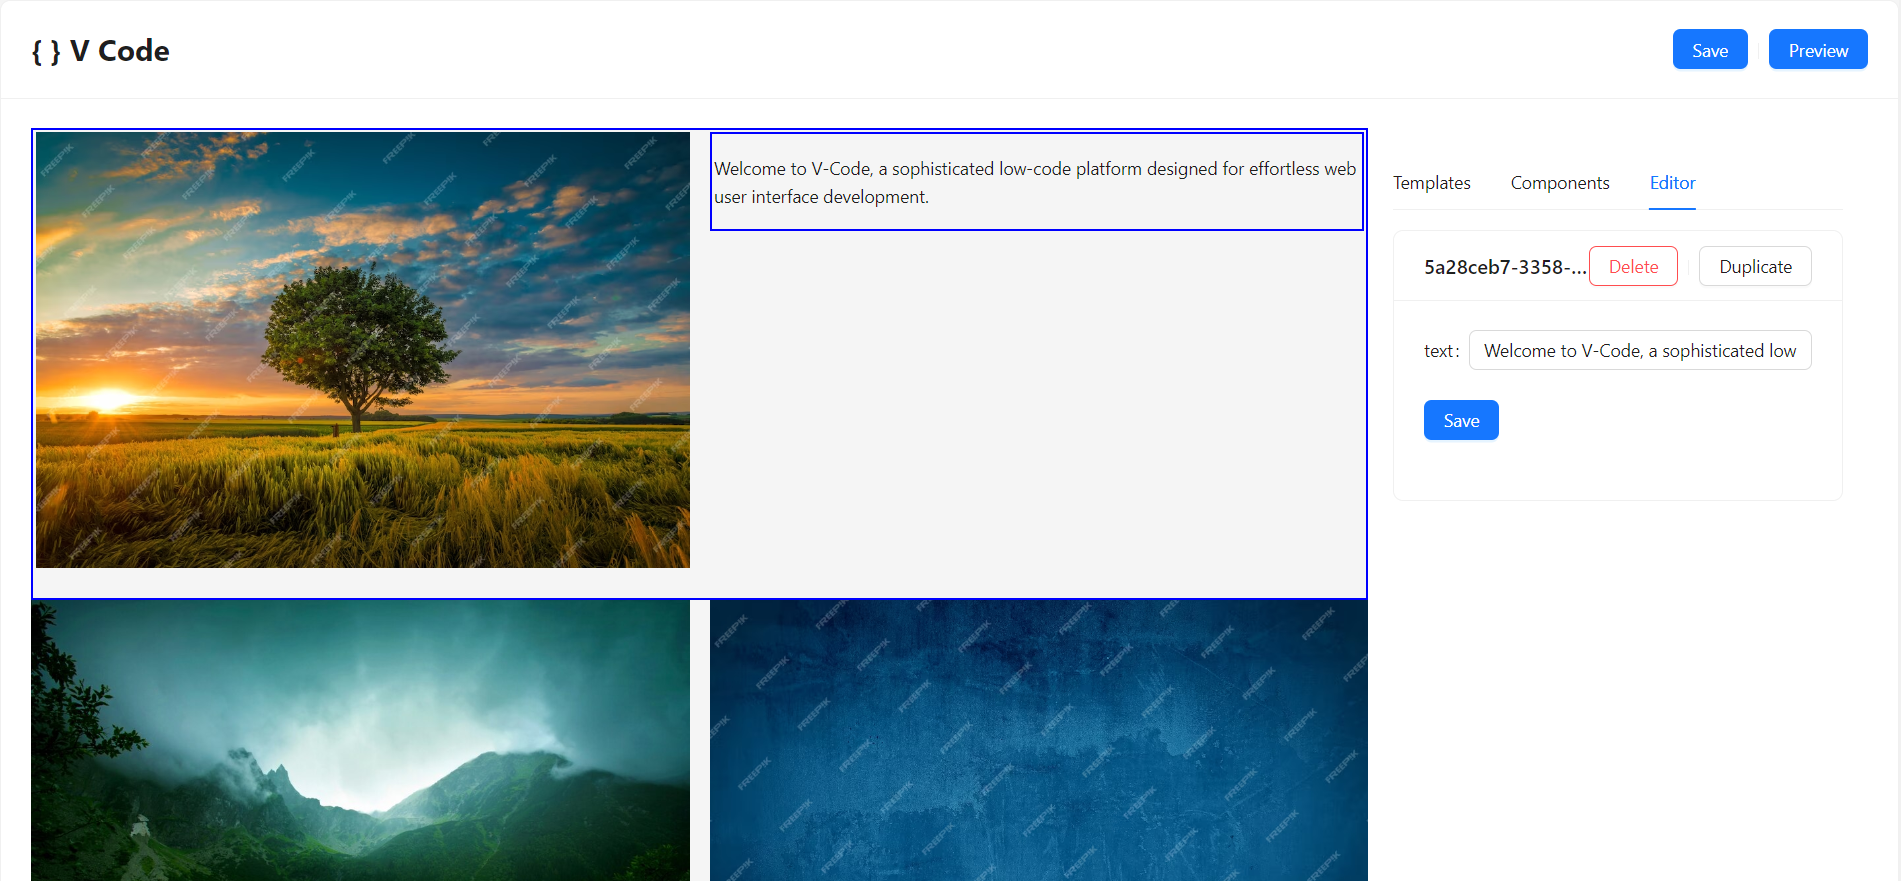 { } V Code
Save
Preview
Welcome to V-Code, a sophisticated low-code platform designed for effortless web
user interface development.
Templates
Components
Editor
5a28ceb7-3358-...
Delete
Duplicate
text:
Welcome to V-Code, a sophisticated low
Save
FREEPIK